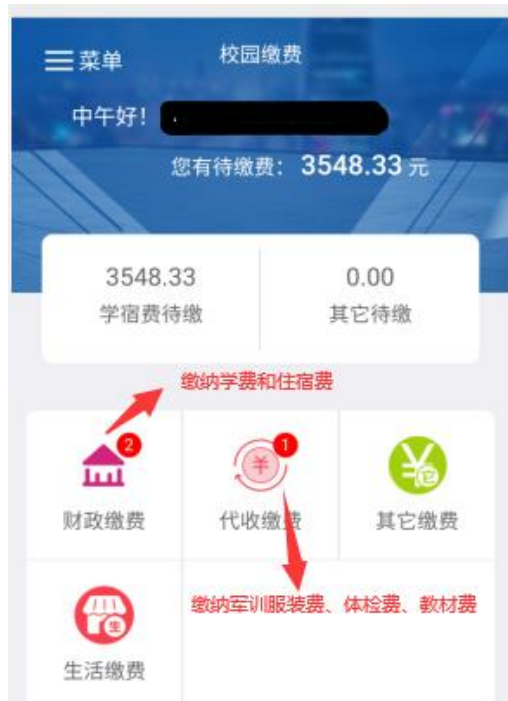 菜单
校园缴费
中午好！
您有待缴费：3548.33 元
3548.33
学宿费待缴
0.00
其它待缴
缴纳学费和住宿费
2
财政缴费
¥
1
代收缴费
¥
它
其它缴费
缴纳军训服装费、体检费、教材费
生
生活缴费